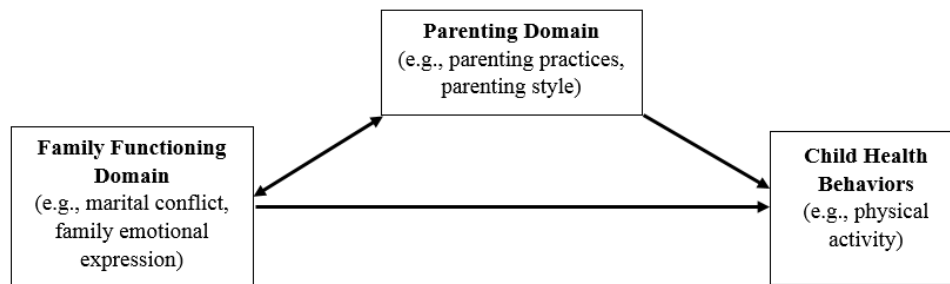 Parenting Domain
(e.g., parenting practices,
parenting style)
Family Functioning
Domain
(e.g., marital conflict,
family emotional
expression)
Child Health
Behaviors
(e.g., physical
activity)